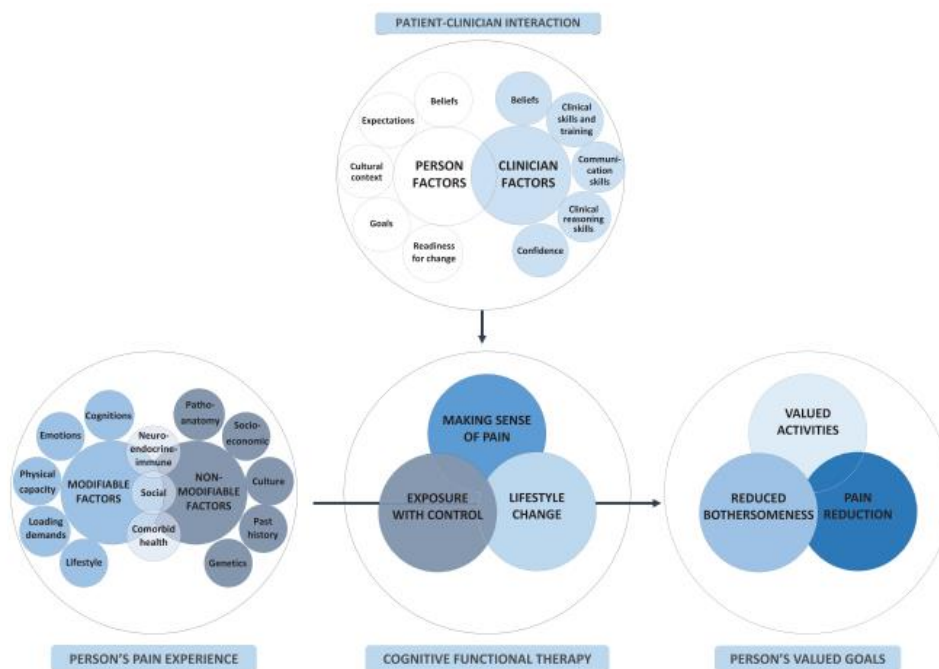 PATIENT-CLINICIAN INTERACTION
Beliefs
Expectations
Cultural
context
Goals
Readiness
for change
PERSON
FACTORS
CLINICIAN
FACTORS
Beliefs
Clinical
skills and
training
Communi-
cation
skills
Clinical
reasoning
skills
Confidence
Cognitions
Emotions
Physical
capacity
Loading
demands
Lifestyle
MODIFIABLE
FACTORS
Neuro-
endocrine-
immune
Social
Comorbid
health
NON-
MODIFIABLE
FACTORS
Patho-
anatomy
Socio-
economic
Culture
Past
history
Genetics
PERSON'S PAIN EXPERIENCE
MAKING SENSE
OF PAIN
EXPOSURE
WITH CONTROL
LIFESTYLE
CHANGE
COGNITIVE FUNCTIONAL THERAPY
VALUED
ACTIVITIES
REDUCED
BOTHERSOMENESS
PAIN
REDUCTION
PERSON'S VALUED GOALS